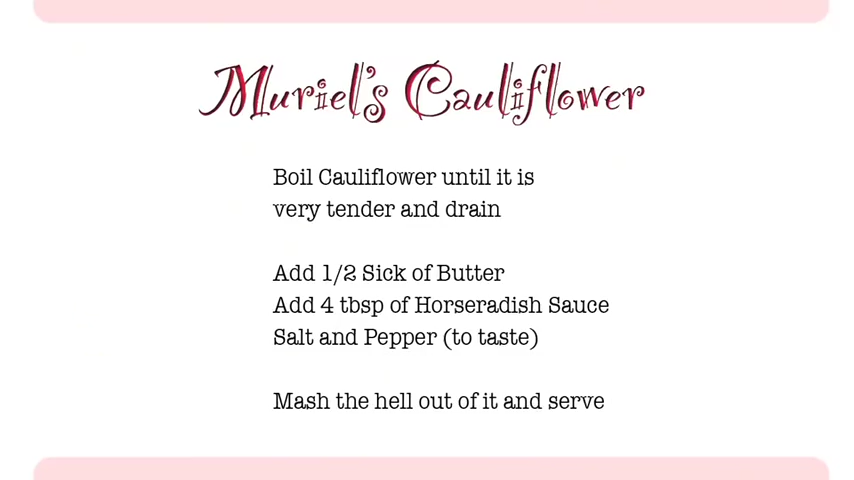 Muriel's Cauliflower
Boil Cauliflower until it is
very tender and drain
Add 1/2 Sick of Butter
Add 4 tbsp of Horseradish Sauce
Salt and Pepper (to taste)
Mash the hell out of it and serve